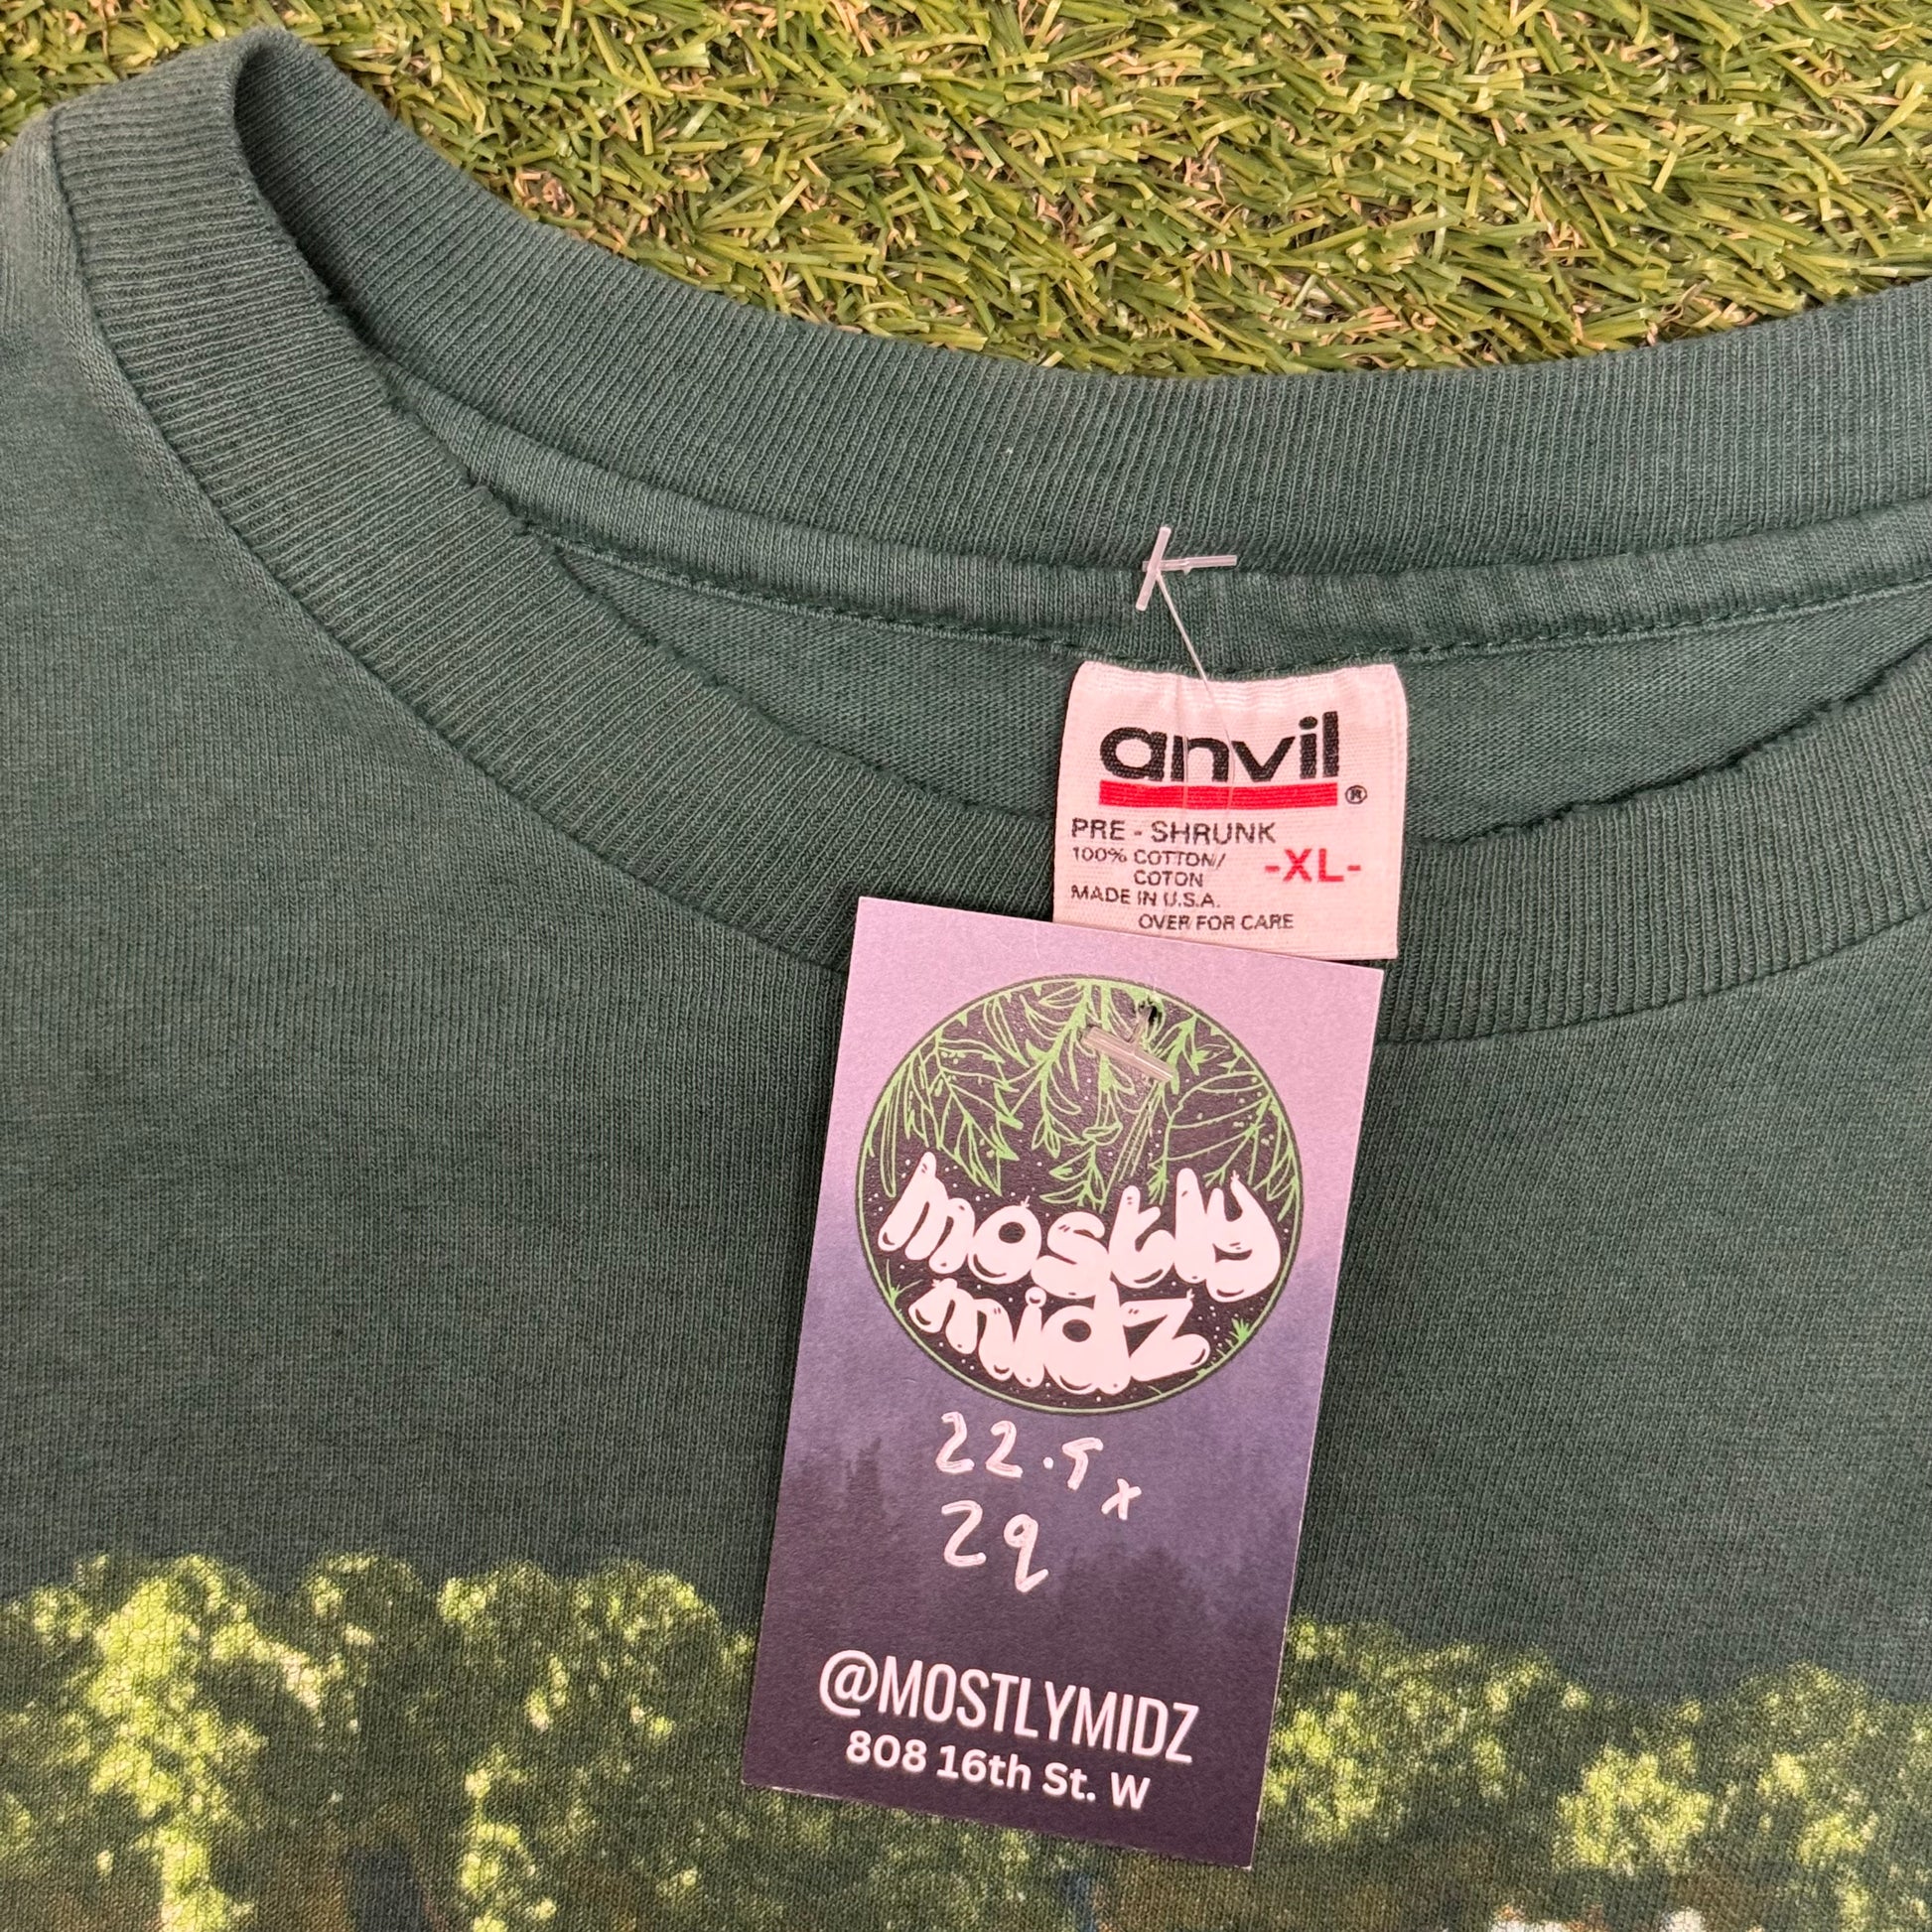 anvil®
PRE - SHRUNK
100% COTTON/
COTON
-XL-
MADE IN U.S.A.
OVER FOR CARE
mostly
midz
22.5 x
29
@MOSTLYMIDZ
808 16th St. W